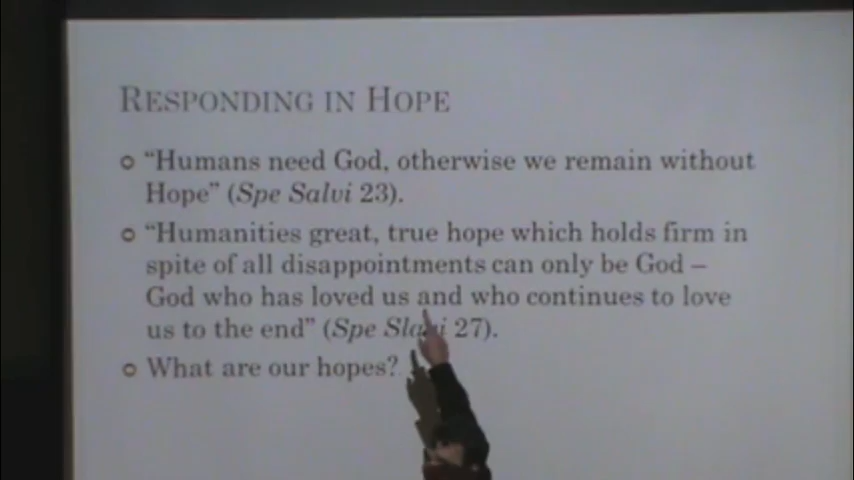 RESPONDING IN HOPE
"Humans need God, otherwise we remain without
Hope" (Spe Salvi 23).
"Humanities great, true hope which holds firm in
spite of all disappointments can only be God –
God who has loved us and who continues to love
us to the end" (Spe 27).
What are our hopes?